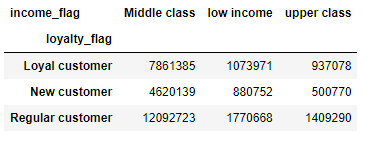 income_flag Middle class low income upper class
loyalty_flag
Loyal customer 7861385 1073971 937078
New customer 4620139 880752 500770
Regular customer 12092723 1770668 1409290